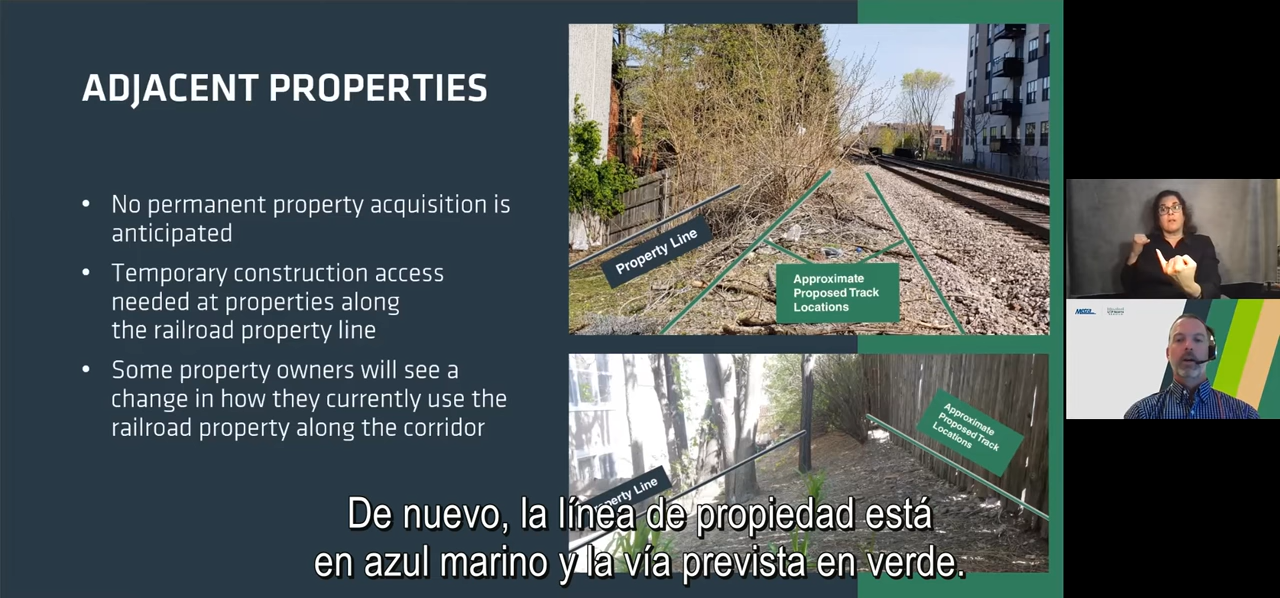 ADJACENT PROPERTIES
• No permanent property acquisition is
anticipated
• Temporary construction access
needed at properties along
the railroad property line
• Some property owners will see a
change in how they currently use the
railroad property along the corridor
Property Line
Approximate
Proposed Track
Locations
Approximate
Proposed Track
Locations
Line
De nuevo, la línea de propiedad está
en azul marino y la vía prevista en verde.
Metra